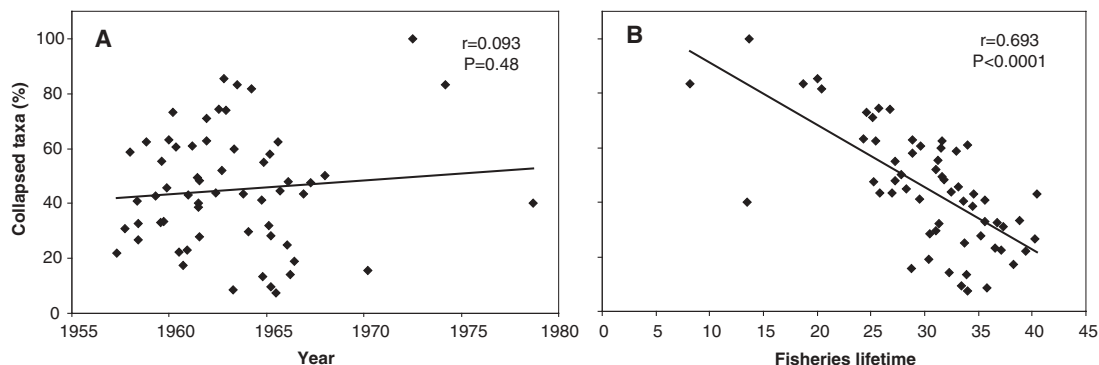 A
r=0.093
P=0.48
Collapsed taxa (%)
100
80
60
40
20
0
1955 1960 1965 1970 1975 1980
Year
B
r=0.693
P<0.0001
0 5 10 15 20 25 30 35 40 45
Fisheries lifetime